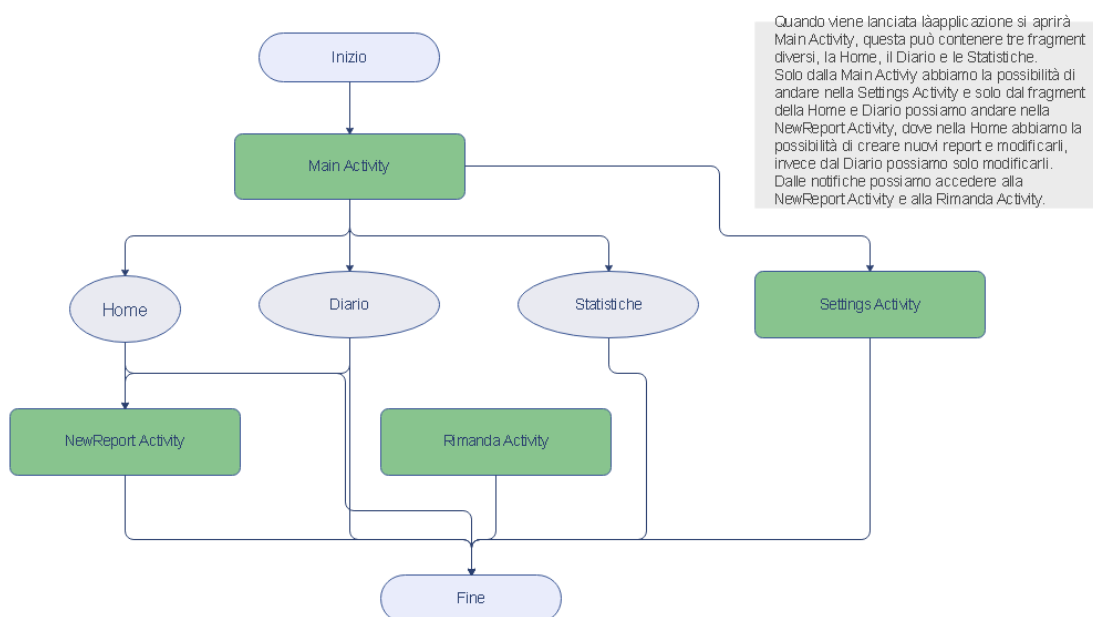 Quando viene lanciata làapplicazione si aprirà
Main Activity, questa può contenere tre fragment
diversi, la Home, il Diario e le Statistiche.
Solo dalla Main Activiy abbiamo la possibilità di
andare nella Settings Activity e solo dal fragment
della Home e Diario possiamo andare nella
NewReport Activity, dove nella Home abbiamo la
possibilità di creare nuovi report e modificarli,
invece dal Diario possiamo solo modificarli.
Dalle notifiche possiamo accedere alla
NewReport Activity e alla Rimanda Activity.
Inizio
Main Activity
Home
Diario
Statistiche
Settings Activity
NewReport Activity
Rimanda Activity
Fine